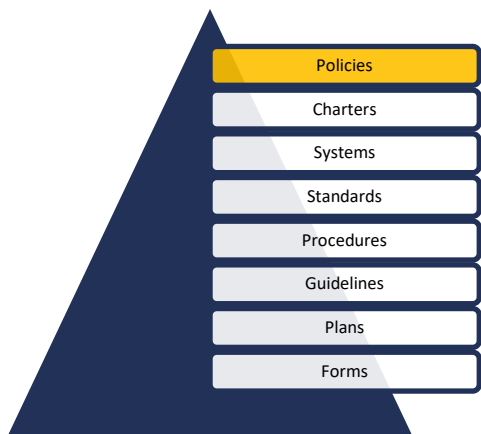 Policies
Charters
Systems
Standards
Procedures
Guidelines
Plans
Forms